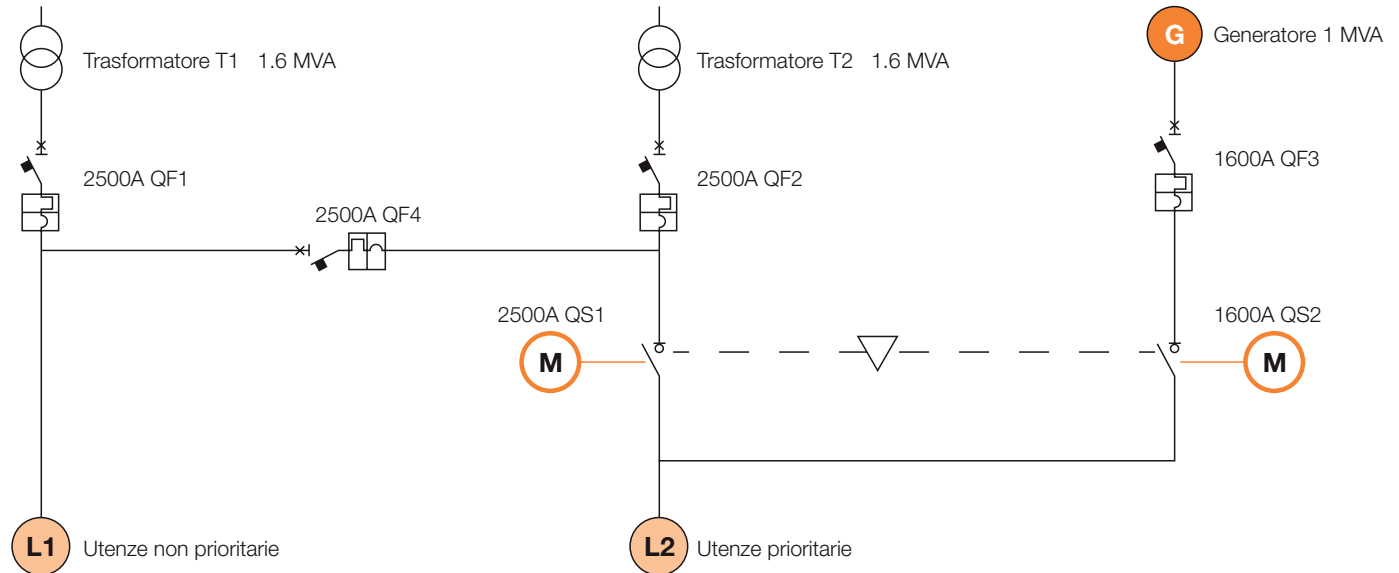 G
Generatore 1 MVA
Trasformatore T1 1.6 MVA
Trasformatore T2 1.6 MVA
2500A QF1
2500A QF2
1600A QF3
2500A QF4
2500A QS1
1600A QS2
M
M
L1
Utenze non prioritarie
L2
Utenze prioritarie